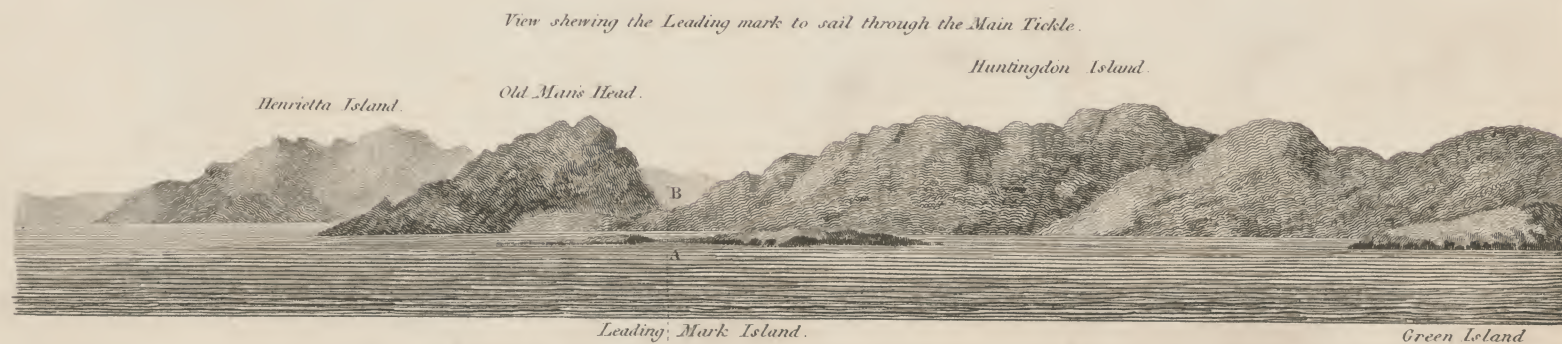 View shewing the Leading mark to sail through the Main Tickle.
Huntingdon Island.
Old Man's Head.
Henrietta Island.
B
A
Leading Mark Island.
Green Island